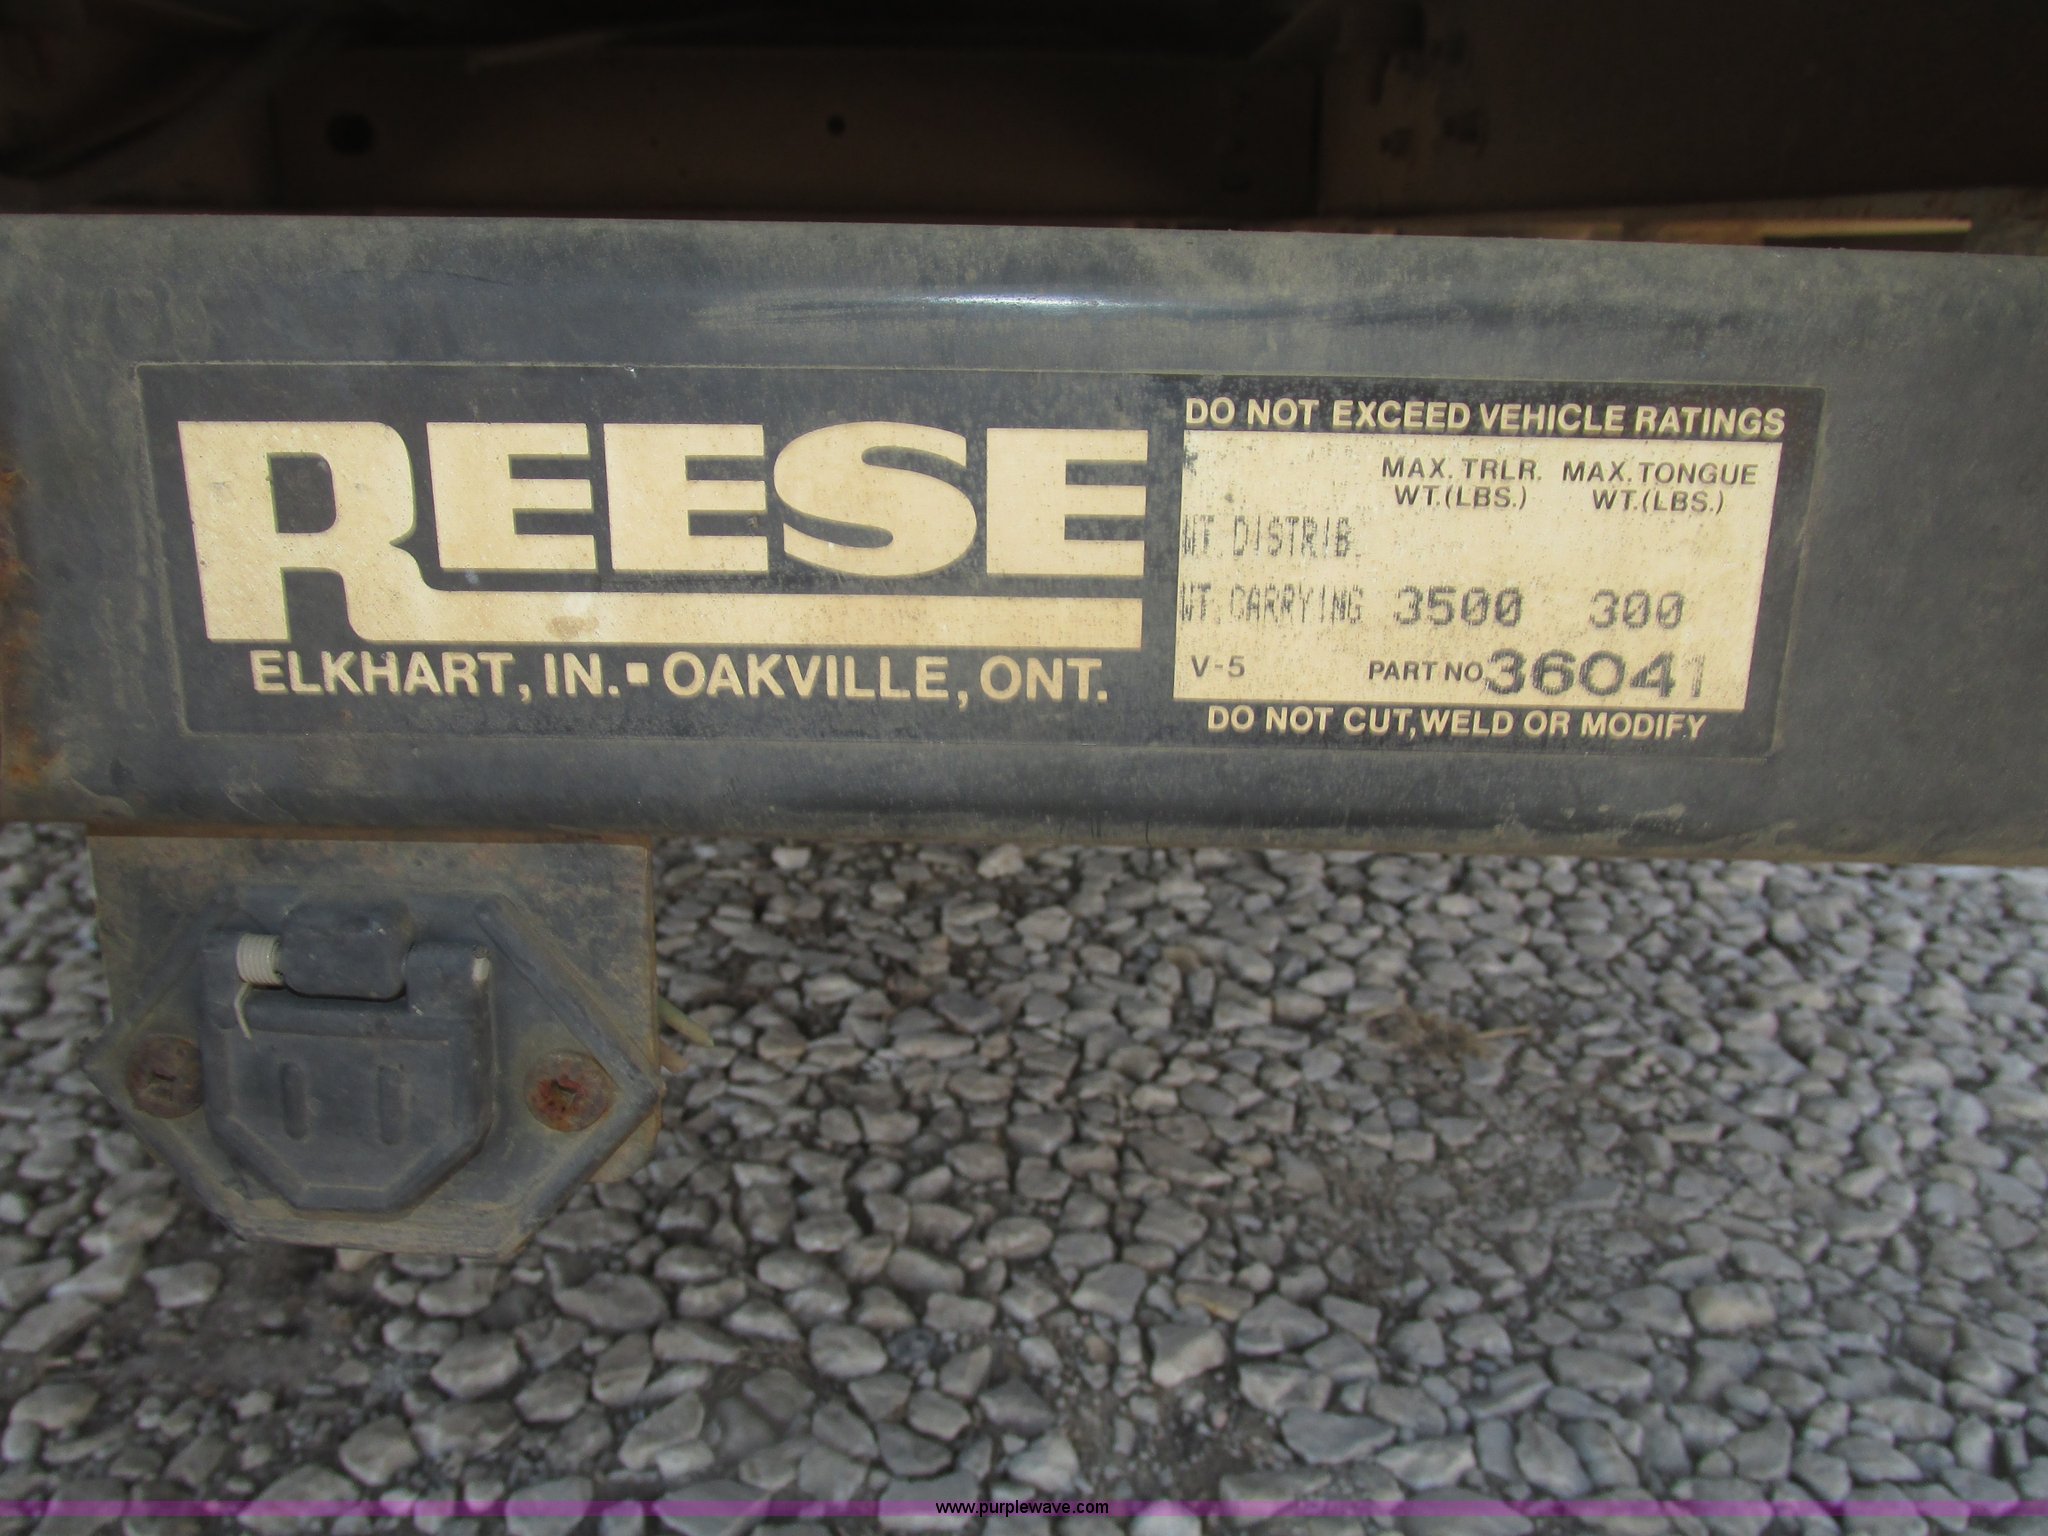 REESE
ELKHART, IN. ▪ OAKVILLE, ONT.
DO NOT EXCEED VEHICLE RATINGS
MAX. TRLR. MAX. TONGUE
WT.(LBS.) WT.(LBS.)
WT. DISTRIB.
WT. CARRYING 3500 300
V-5 PART NO. 36041
DO NOT CUT, WELD OR MODIFY
www.purplewave.com